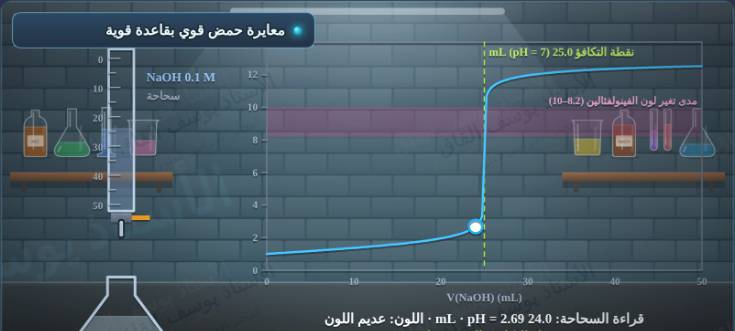 معايرة حمض قوي بقاعدة قوية
NaOH 0.1 M
سحاحة
0
10
20
30
40
50
نقطة التكافؤ 25.0 mL (pH = 7)
مدى تغير لون الفينولفثالين (8.2–10)
12
10
8
6
4
2
0
0 10 20 30 40 50
V(NaOH) (mL)
قراءة السحاحة: 24.0 mL · pH = 2.69 · اللون: عديم اللون